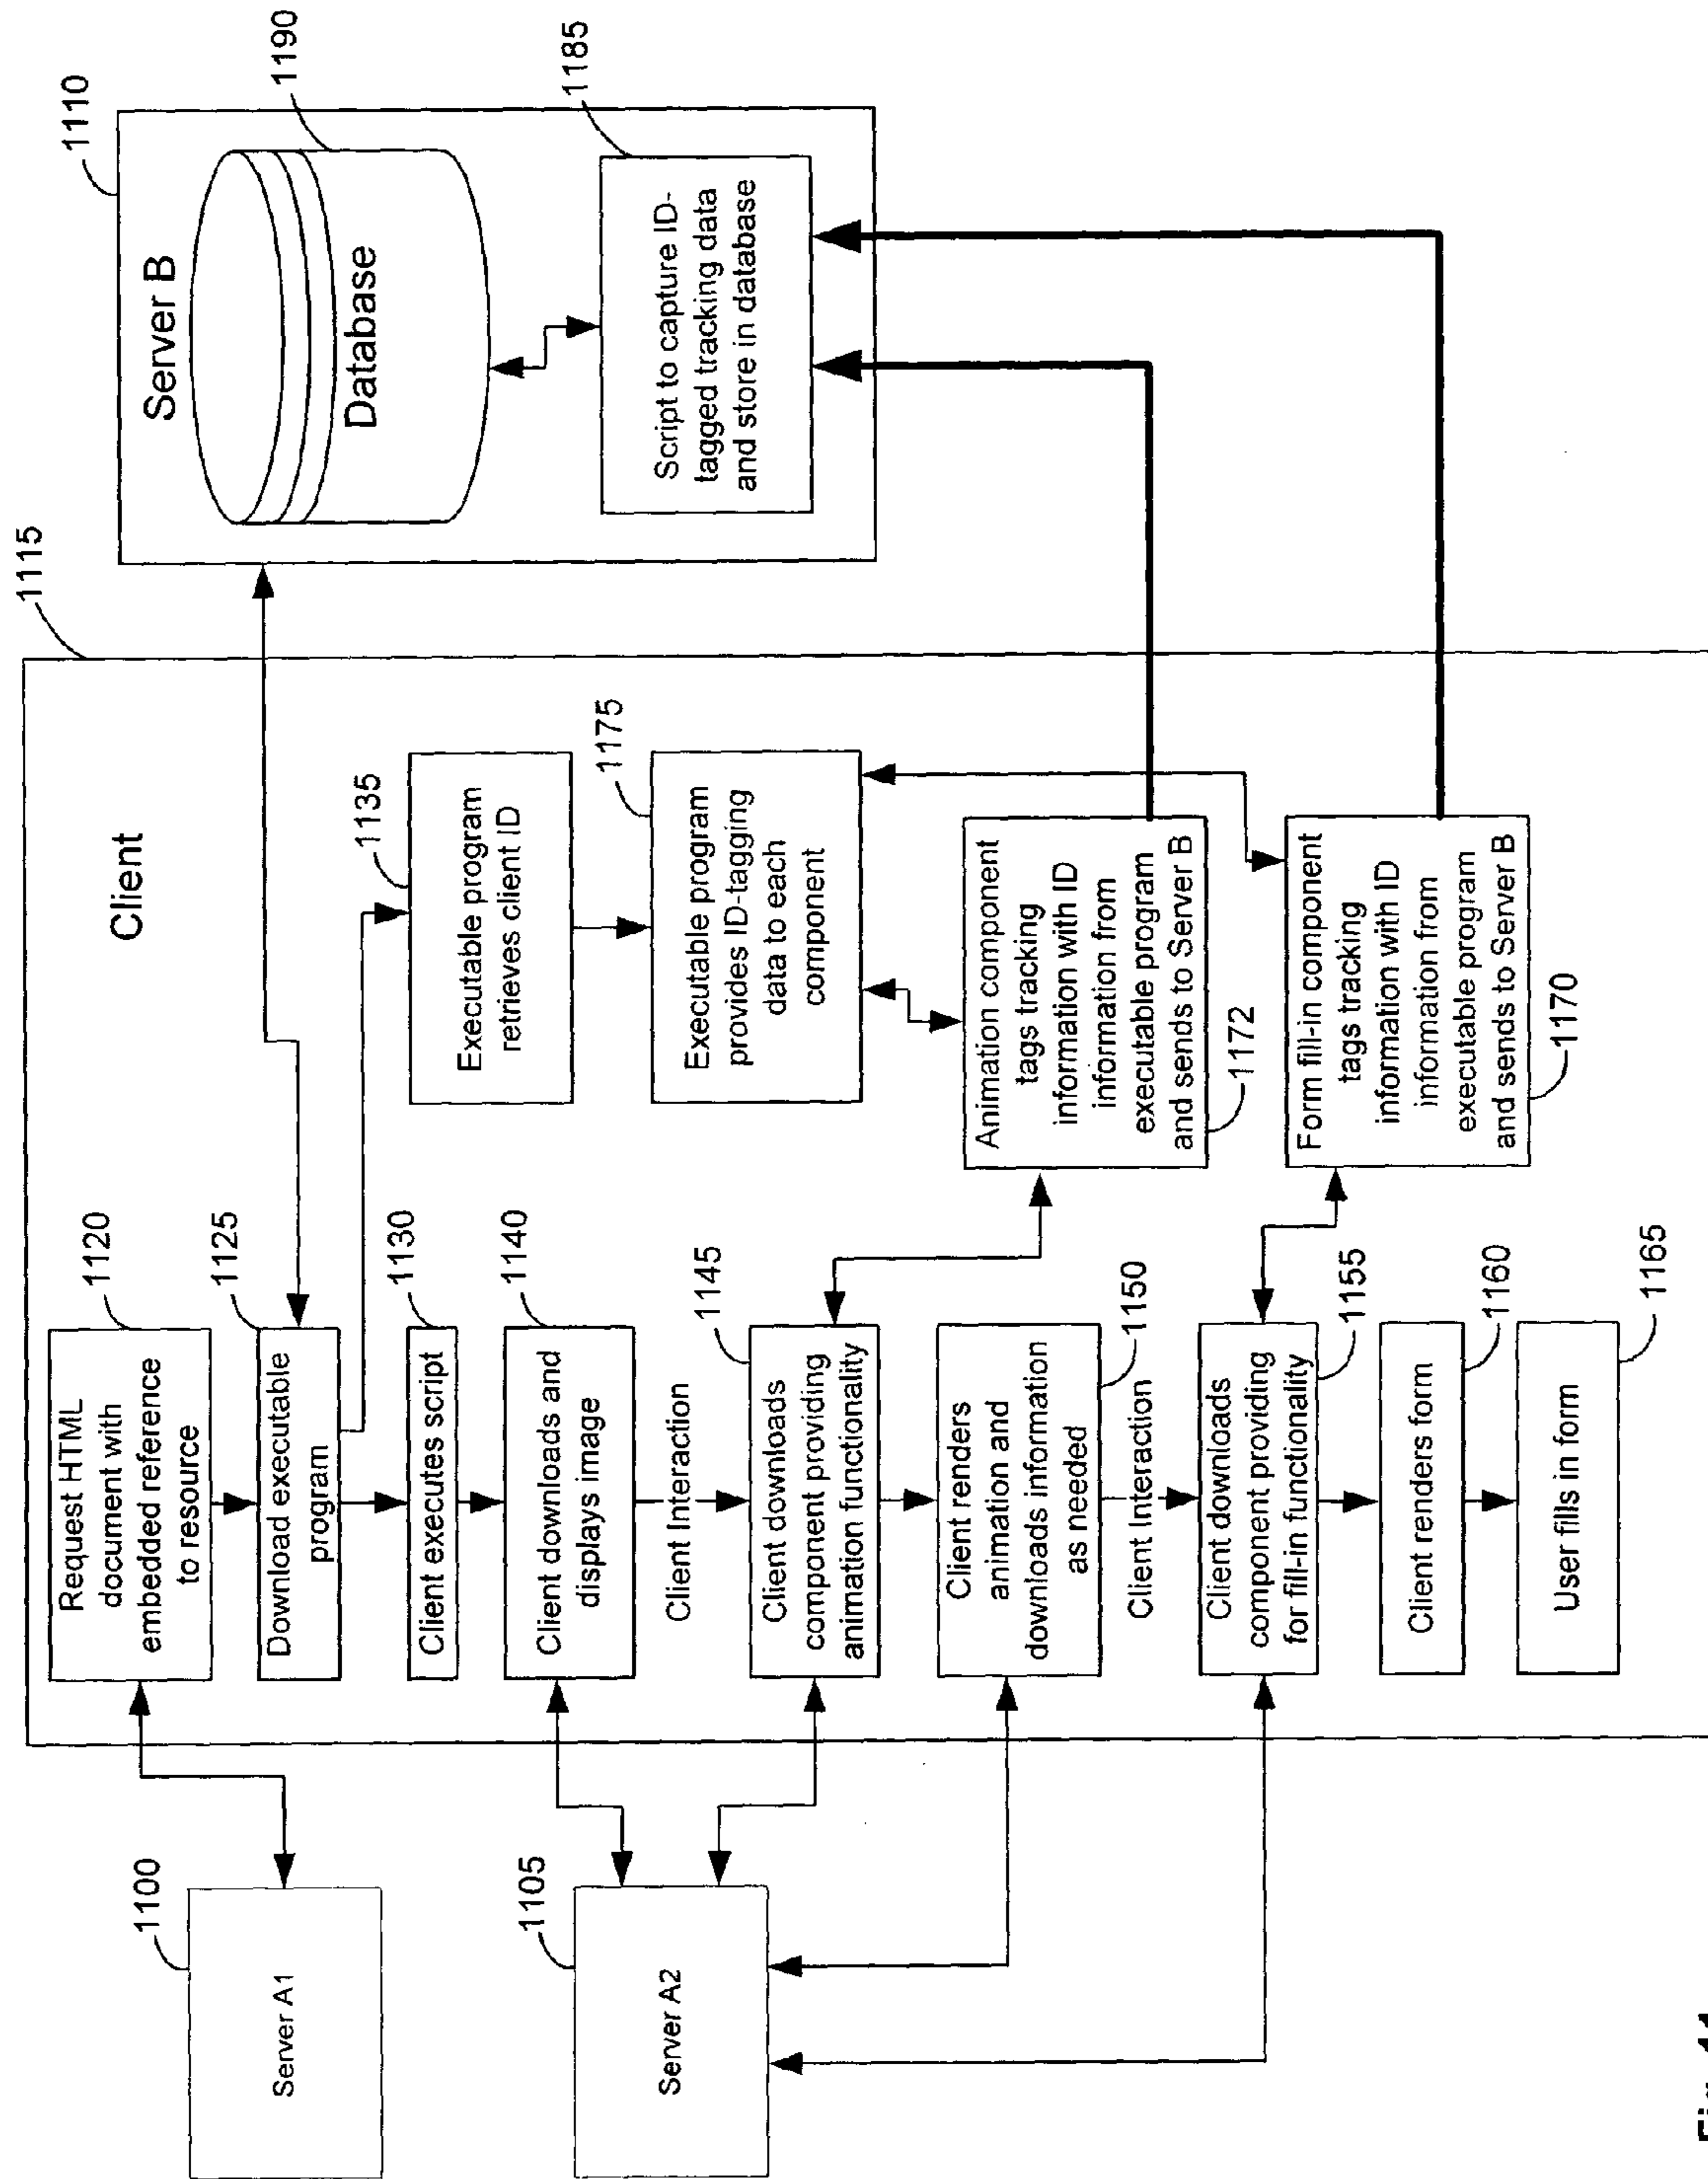 1100
Server A1
1105
Server A2
1115
Client
Request HTML
document with
embedded reference
to resource
1120
Download executable
program
1125
Client executes script
1130
Client downloads and
displays image
1140
Client Interaction
Client downloads
component providing
animation functionality
1145
Client renders
animation and
downloads information
as needed
1150
Client Interaction
Client downloads
component providing
for fill-in functionality
1155
Client renders form
1160
User fills in form
1165
Executable program
retrieves client ID
1135
Executable program
provides ID-tagging
data to each
component
1175
Animation component
tags tracking
information with ID
information from
executable program
and sends to Server B
1172
Form fill-in component
tags tracking
information with ID
information from
executable program
and sends to Server B
1170
1110
Server B
Database
1190
Script to capture ID-
tagged tracking data
and store in database
1185
Fig. 11